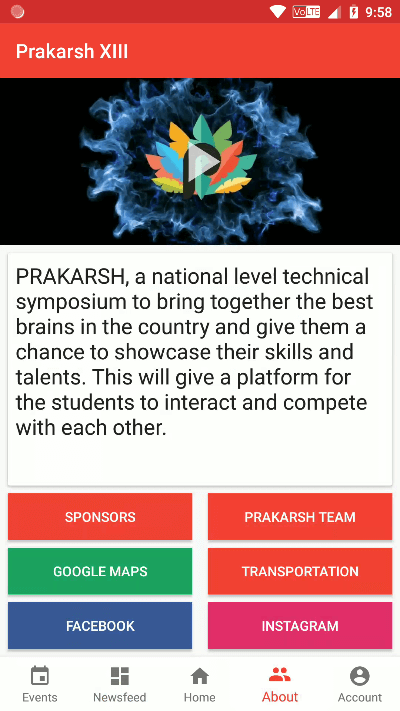 VoLTE 9:58
Prakarsh XIII
PRAKARSH, a national level technical
symposium to bring together the best
brains in the country and give them a
chance to showcase their skills and
talents. This will give a platform for
the students to interact and compete
with each other.
SPONSORS PRAKARSH TEAM
GOOGLE MAPS TRANSPORTATION
FACEBOOK INSTAGRAM
Events Newsfeed Home About Account